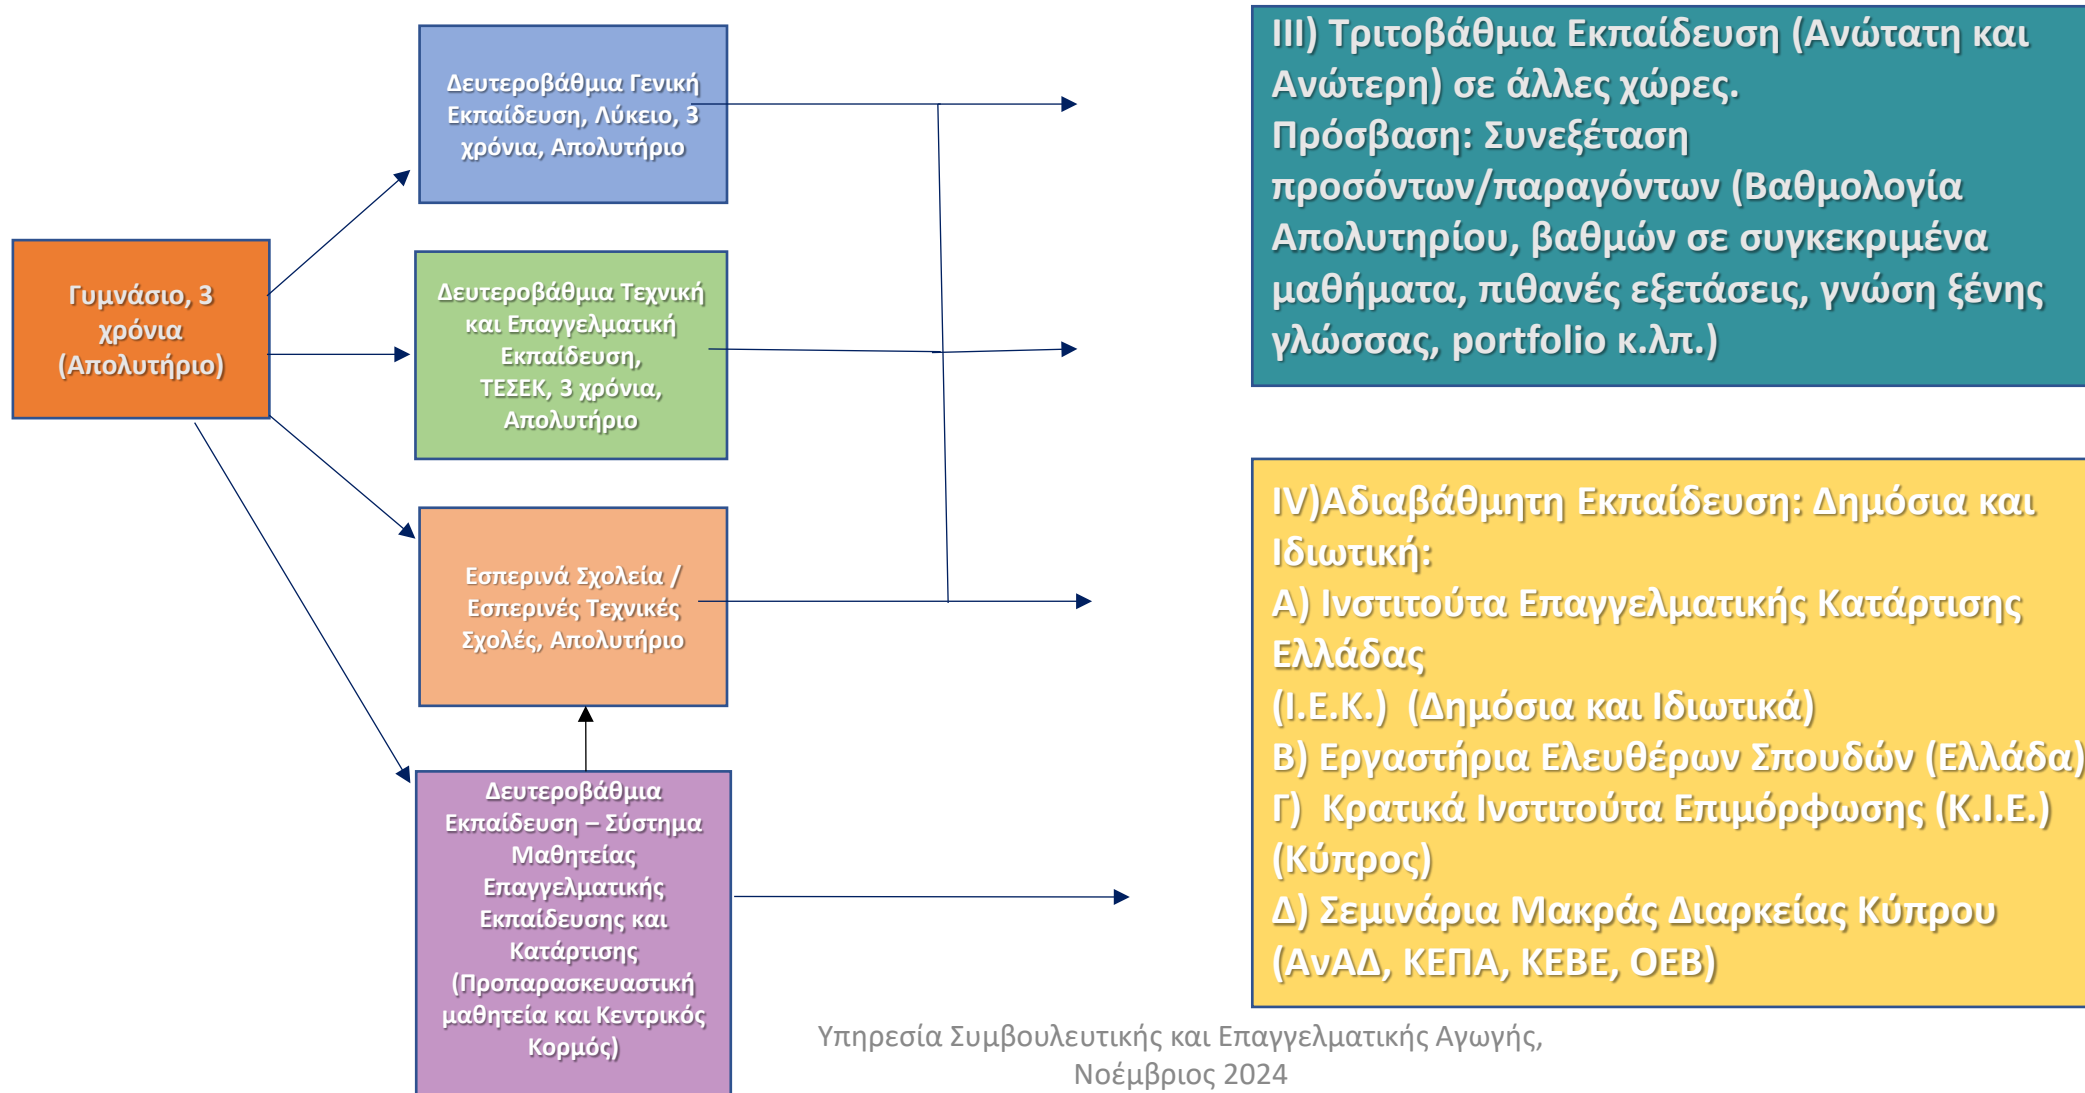 Γυμνάσιο, 3
χρόνια
(Απολυτήριο)
Δευτεροβάθμια Γενική
Εκπαίδευση, Λύκειο, 3
χρόνια, Απολυτήριο
Δευτεροβάθμια Τεχνική
και Επαγγελματική
Εκπαίδευση,
ΤΕΣΕΚ, 3 χρόνια,
Απολυτήριο
Εσπερινά Σχολεία /
Εσπερινές Τεχνικές
Σχολές, Απολυτήριο
Δευτεροβάθμια
Εκπαίδευση – Σύστημα
Μαθητείας
Επαγγελματικής
Εκπαίδευσης και
Κατάρτισης
(Προπαρασκευαστική
μαθητεία και Κεντρικός
Κορμός)
III) Τριτοβάθμια Εκπαίδευση (Ανώτατη και
Ανώτερη) σε άλλες χώρες.
Πρόσβαση: Συνεξέταση
προσόντων/παραγόντων (Βαθμολογία
Απολυτηρίου, βαθμών σε συγκεκριμένα
μαθήματα, πιθανές εξετάσεις, γνώση ξένης
γλώσσας, portfolio κ.λπ.)
IV)Αδιαβάθμητη Εκπαίδευση: Δημόσια και
Ιδιωτική:
Α) Ινστιτούτα Επαγγελματικής Κατάρτισης
Ελλάδας
(Ι.Ε.Κ.) (Δημόσια και Ιδιωτικά)
Β) Εργαστήρια Ελευθέρων Σπουδών (Ελλάδα)
Γ) Κρατικά Ινστιτούτα Επιμόρφωσης (Κ.Ι.Ε.)
(Κύπρος)
Δ) Σεμινάρια Μακράς Διαρκείας Κύπρου
(ΑνΑΔ, ΚΕΠΑ, ΚΕΒΕ, ΟΕΒ)
Υπηρεσία Συμβουλευτικής και Επαγγελματικής Αγωγής,
Νοέμβριος 2024